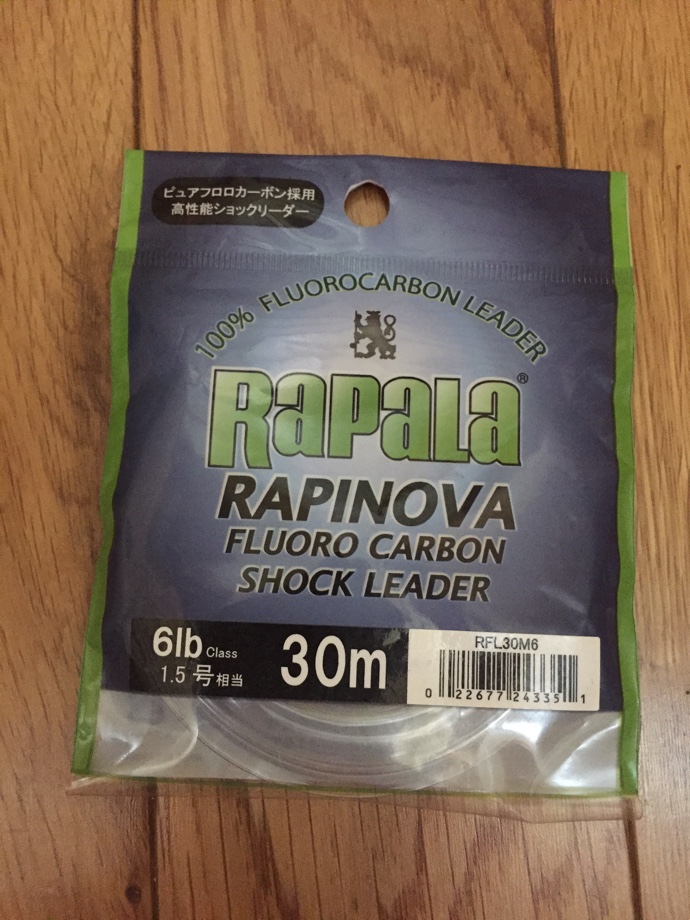 ピュアフロロカーボン採用
高性能ショックリーダー
100% FLUOROCARBON LEADER
Rapala®
RAPINOVA
FLUORO CARBON
SHOCK LEADER
6lb Class
1.5号相当
30m
RFL30M6
0 22677 24335 1